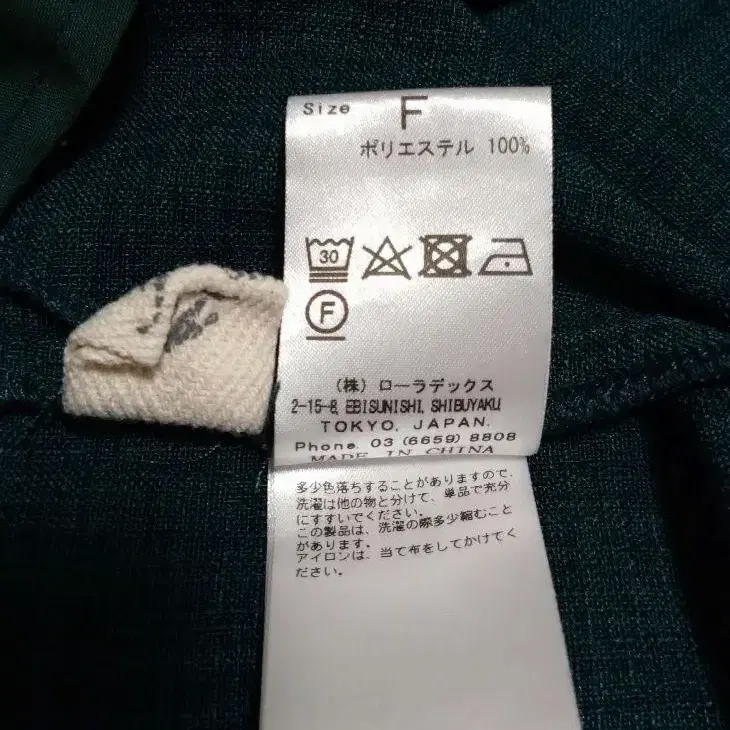 Size F
ポリエステル 100%
30
F
(株) ローラデックス
2-15-8, EBISUNISHI, SHIBUYAKU,
TOKYO, JAPAN.
Phone. 03 (6659) 8808
MADE IN CHINA
多少色落ちすることがありますので、
洗濯は他の物と分けて、単品で充分
にすすいでください。
この製品は、洗濯の際多少縮むこと
があります。
アイロンは、当て布をしてかけてく
ださい。